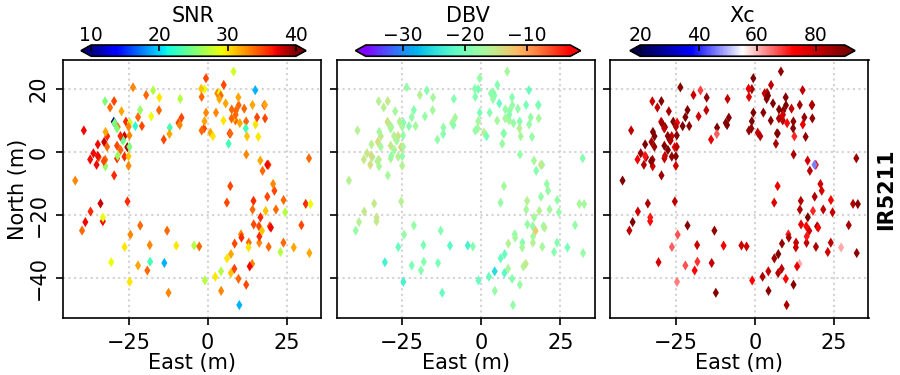 SNR DBV Xc
10 20 30 40 −30 −20 −10 20 40 60 80
20
0
−20
−40
North (m)
−25 0 25 −25 0 25 −25 0 25
East (m) East (m) East (m)
IR5211